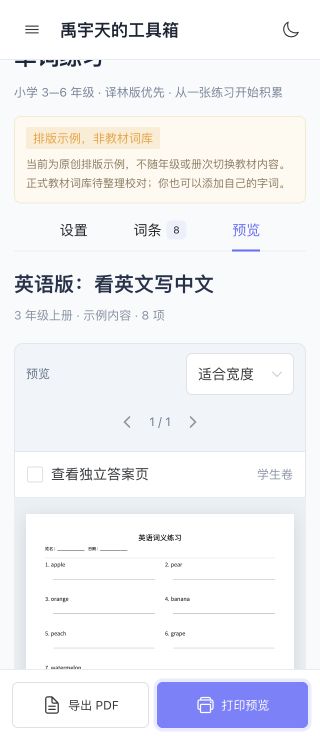 禹宇天的工具箱
单词练习
小学 3—6 年级 · 译林版优先 · 从一张练习开始积累
排版示例，非教材词库
当前为原创排版示例，不随年级或册次切换教材内容。
正式教材词库待整理校对；你也可以添加自己的字词。
设置
词条 8
预览
英语版：看英文写中文
3 年级上册 · 示例内容 · 8 项
预览
适合宽度
1 / 1
查看独立答案页
学生卷
英语词义练习
姓名：
日期：
1. apple
2. pear
3. orange
4. banana
5. peach
6. grape
7. watermelon
导出 PDF
打印预览